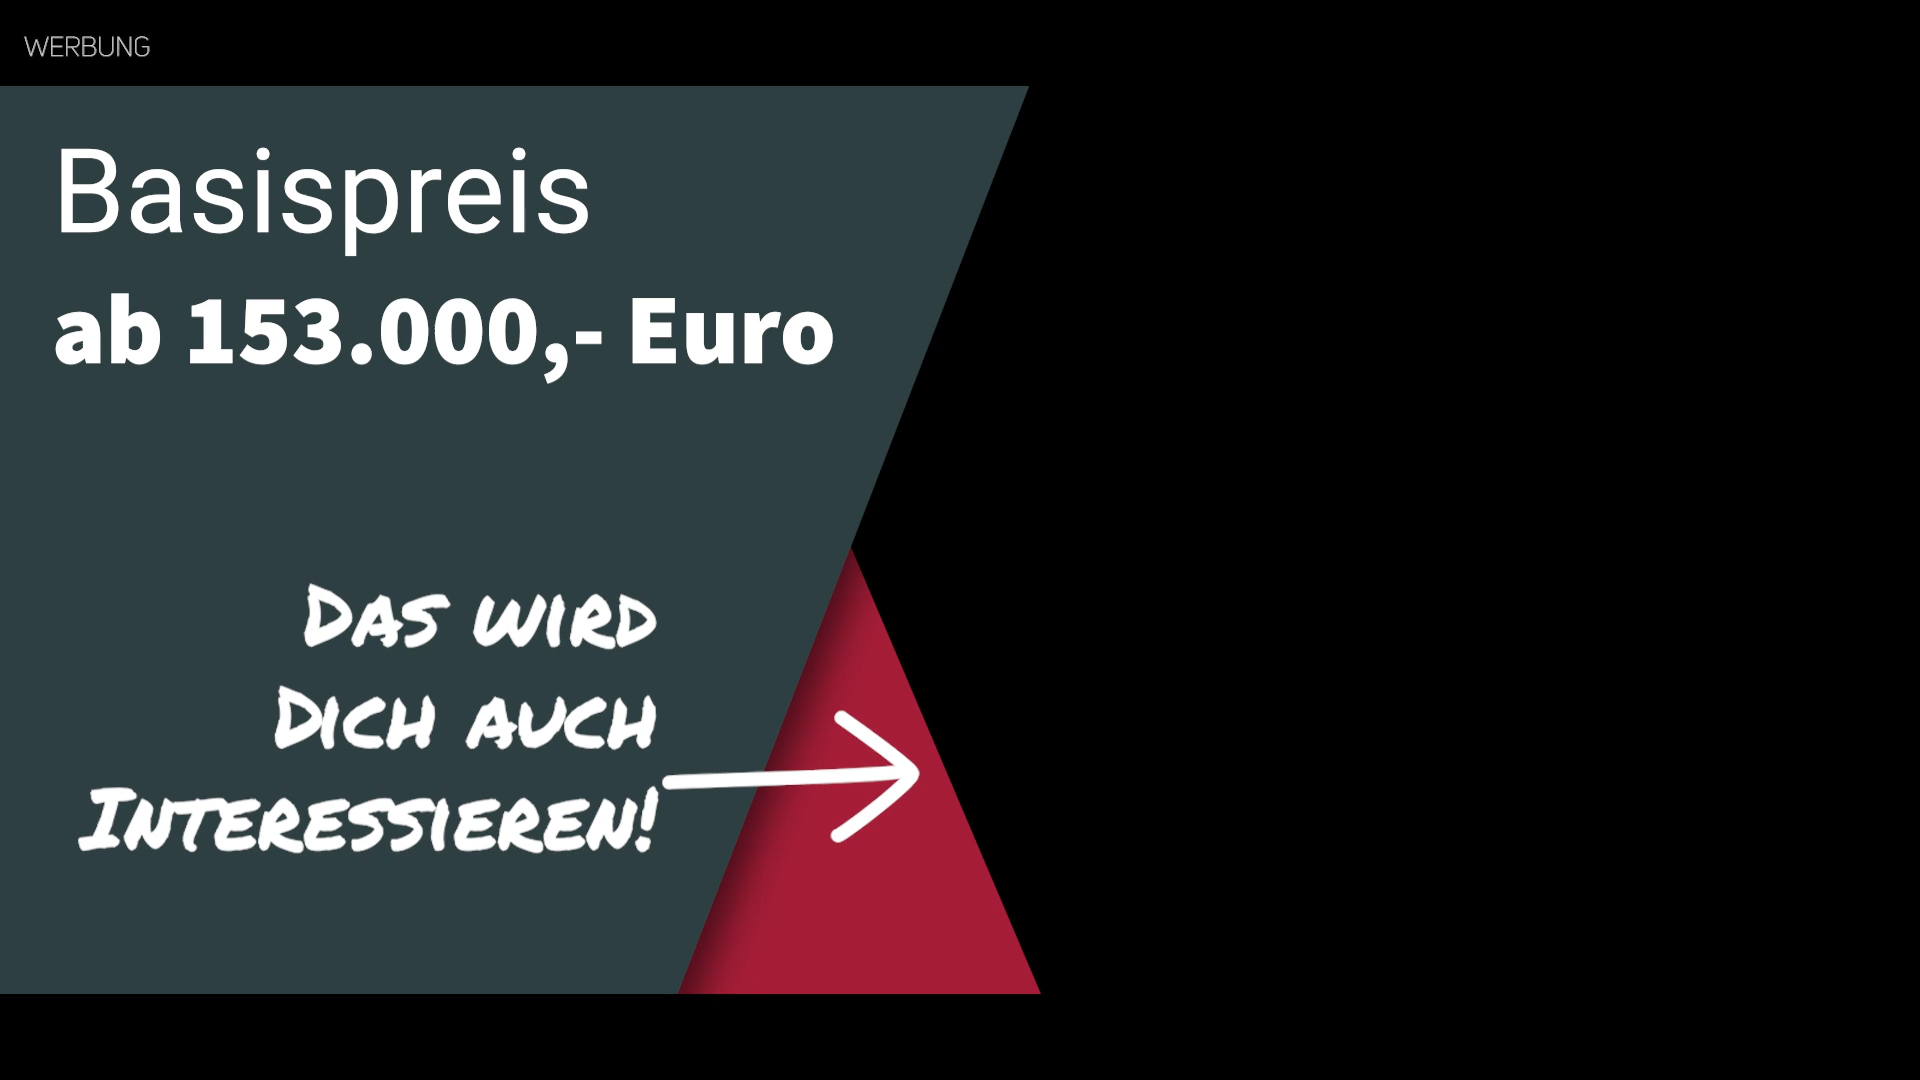 WERBUNG
Basispreis
ab 153.000,- Euro
Das wird
Dich auch
Interessieren!